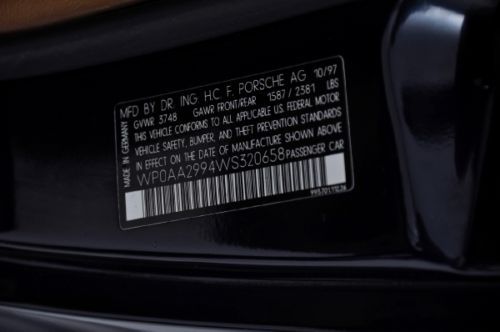 MFD BY DR. ING. H.C. F. PORSCHE AG 10/97
MADE IN GERMANY
GVWR 3748 GAWR FRONT/REAR 1587 / 2381 LBS
THIS VEHICLE CONFORMS TO ALL APPLICABLE U.S. FEDERAL MOTOR
VEHICLE SAFETY, BUMPER, AND THEFT PREVENTION STANDARDS IN
EFFECT ON THE DATE OF MANUFACTURE SHOWN ABOVE.
WP0AA2994WS320658 PASSENGER CAR